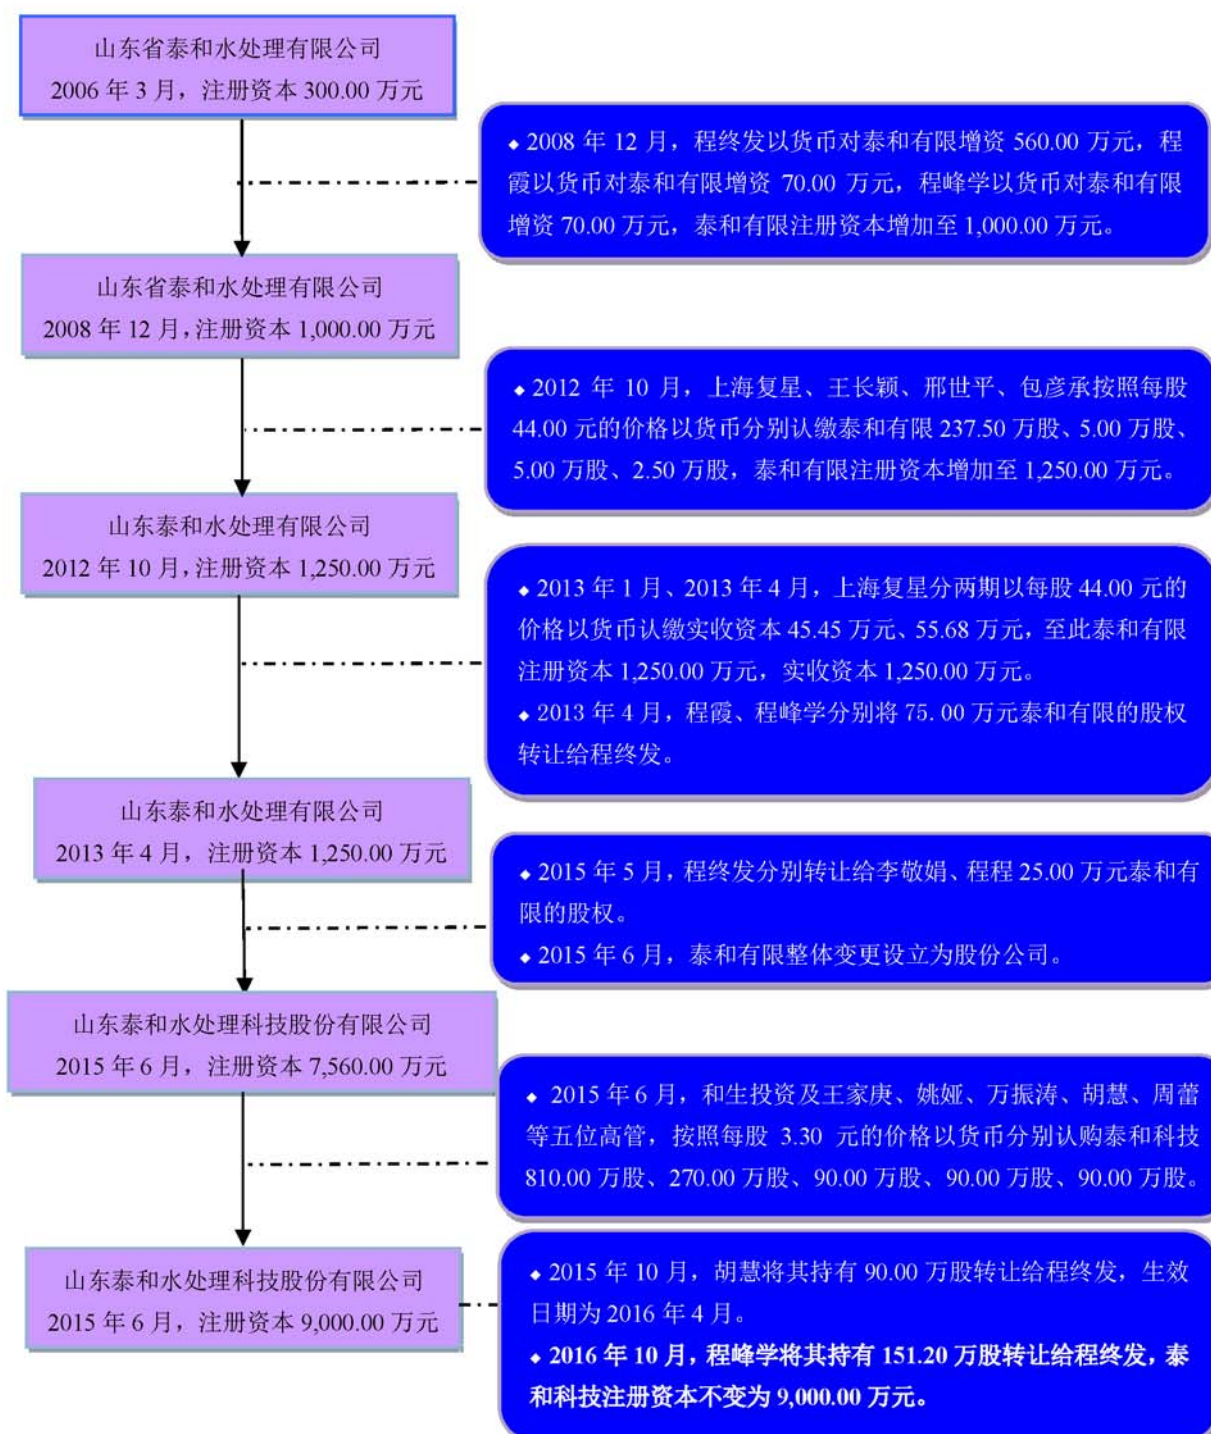 山东省泰和水处理有限公司
2006 年 3 月，注册资本 300.00 万元
◆ 2008 年 12 月，程终发以货币对泰和有限增资 560.00 万元，程
霞以货币对泰和有限增资 70.00 万元，程峰学以货币对泰和有限
增资 70.00 万元，泰和有限注册资本增加至 1,000.00 万元。
山东省泰和水处理有限公司
2008 年 12 月，注册资本 1,000.00 万元
◆ 2012 年 10 月，上海复星、王长颖、邢世平、包彦承按照每股
44.00 元的价格以货币分别认缴泰和有限 237.50 万股、5.00 万股、
5.00 万股、2.50 万股，泰和有限注册资本增加至 1,250.00 万元。
山东泰和水处理有限公司
2012 年 10 月，注册资本 1,250.00 万元
◆ 2013 年 1 月、2013 年 4 月，上海复星分两期以每股 44.00 元的
价格以货币认缴实收资本 45.45 万元、55.68 万元，至此泰和有限
注册资本 1,250.00 万元，实收资本 1,250.00 万元。
◆ 2013 年 4 月，程霞、程峰学分别将 75.00 万元泰和有限的股权
转让给程终发。
山东泰和水处理有限公司
2013 年 4 月，注册资本 1,250.00 万元
◆ 2015 年 5 月，程终发分别转让给李敬娟、程程 25.00 万元泰和有
限的股权。
◆ 2015 年 6 月，泰和有限整体变更设立为股份公司。
山东泰和水处理科技股份有限公司
2015 年 6 月，注册资本 7,560.00 万元
◆ 2015 年 6 月，和生投资及王家庚、姚娅、万振涛、胡慧、周蕾
等五位高管，按照每股 3.30 元的价格以货币分别认购泰和科技
810.00 万股、270.00 万股、90.00 万股、90.00 万股、90.00 万股。
山东泰和水处理科技股份有限公司
2015 年 6 月，注册资本 9,000.00 万元
◆ 2015 年 10 月，胡慧将其持有 90.00 万股转让给程终发，生效
日期为 2016 年 4 月。
◆ 2016 年 10 月，程峰学将其持有 151.20 万股转让给程终发，泰
和科技注册资本不变为 9,000.00 万元。